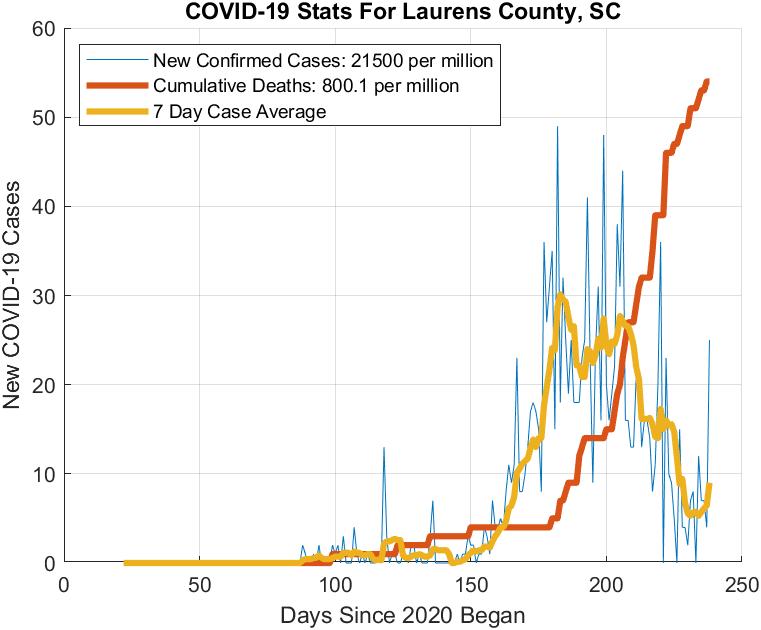 COVID-19 Stats For Laurens County, SC
60
New Confirmed Cases: 21500 per million
Cumulative Deaths: 800.1 per million
7 Day Case Average
50
40
30
20
10
0
New COVID-19 Cases
0 50 100 150 200 250
Days Since 2020 Began